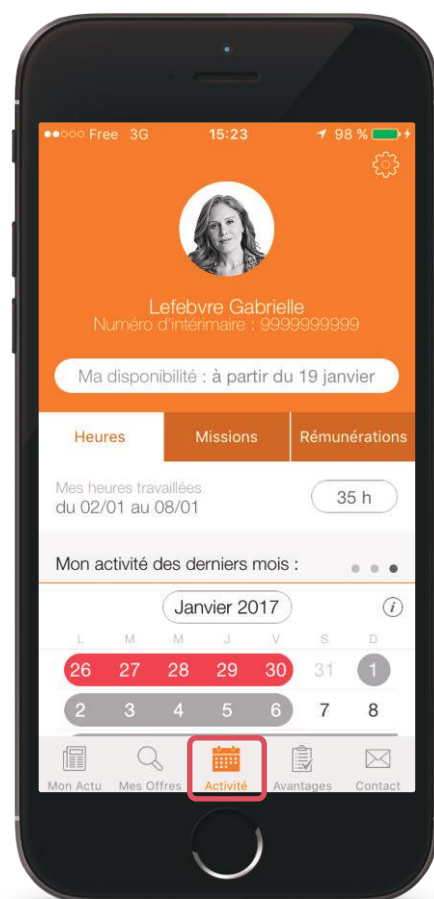 Free 3G 15:23 98 %
Lefebvre Gabrielle
Numéro d'intérimaire : 9999999999
Ma disponibilité : à partir du 19 janvier
Heures Missions Rémunérations
Mes heures travaillées
du 02/01 au 08/01
35 h
Mon activité des derniers mois :
Janvier 2017 i
L M M J V S D
26 27 28 29 30 31 1
2 3 4 5 6 7 8
Mon Actu Mes Offres Activité Avantages Contact